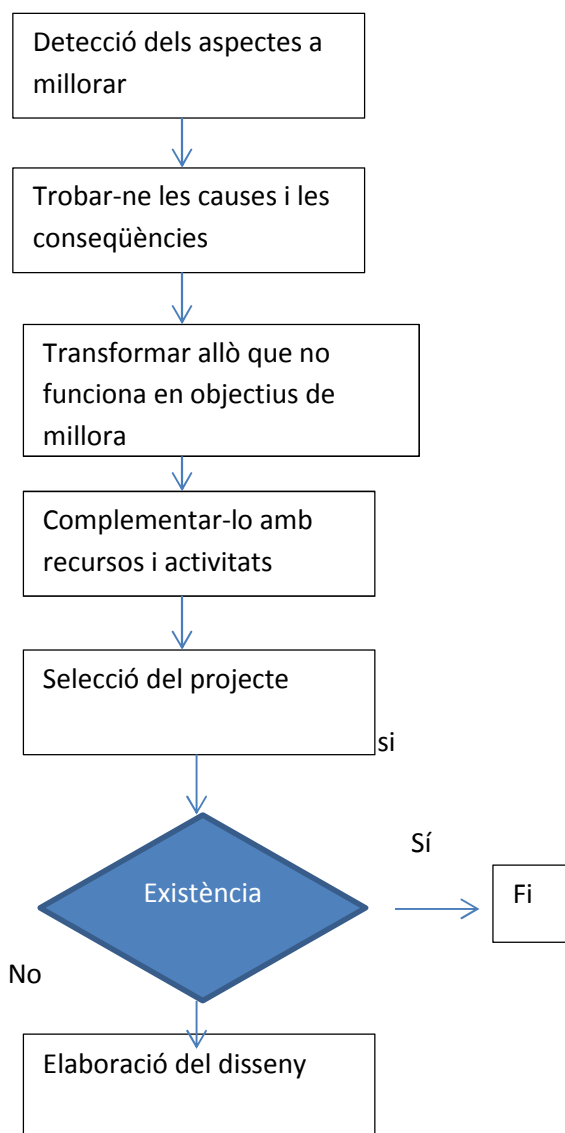 Detecció dels aspectes a
millorar
Trobar-ne les causes i les
conseqüències
Transformar allò que no
funciona en objectius de
millora
Complementar-lo amb
recursos i activitats
Selecció del projecte
si
Sí
Existència
Fi
No
Elaboració del disseny